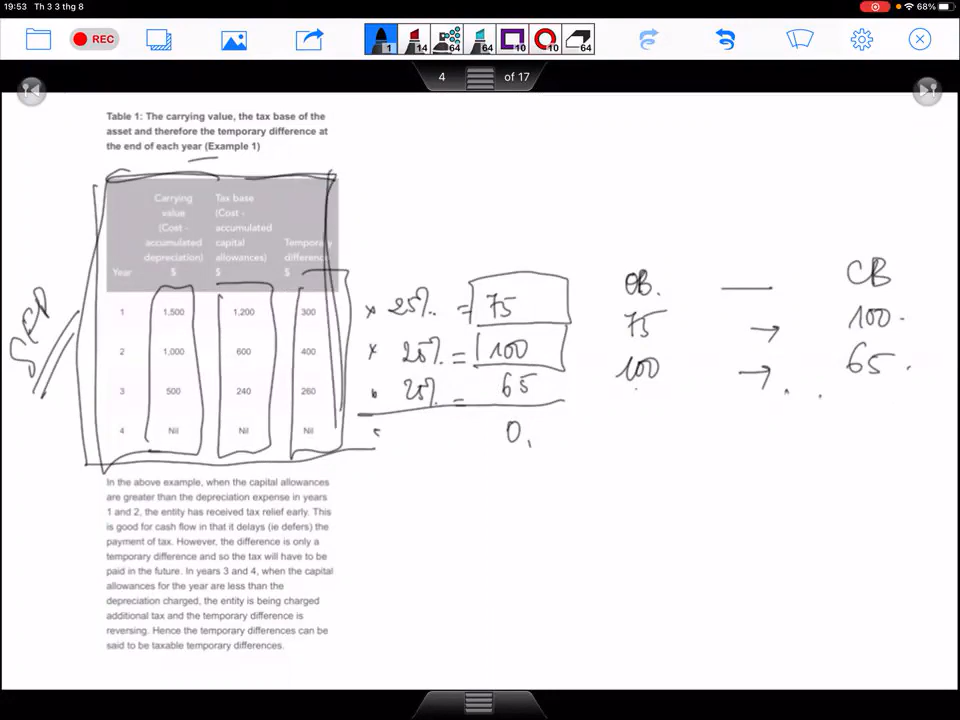 19:53 Th 3 3 thg 8 68%
REC 1 14 64 64 10 10 64
4 of 17
Table 1: The carrying value, the tax base of the
asset and therefore the temporary difference at
the end of each year (Example 1)
Carrying Tax base
value (Cost -
(Cost - accumulated
accumulated capital Temporary
depreciation) allowances) difference
Year $ $ $
1 1,500 1,200 300 x 25% = 75
2 1,000 600 400 x 25% = 100
3 500 240 260 x 25% = 65
4 Nil Nil Nil 0
OB. — CB
75 → 100
100 → 65
In the above example, when the capital allowances
are greater than the depreciation expense in years
1 and 2, the entity has received tax relief early. This
is good for cash flow in that it delays (ie defers) the
payment of tax. However, the difference is only a
temporary difference and so the tax will have to be
paid in the future. In years 3 and 4, when the capital
allowances for the year are less than the
depreciation charged, the entity is being charged
additional tax and the temporary difference is
reversing. Hence the temporary differences can be
said to be taxable temporary differences.